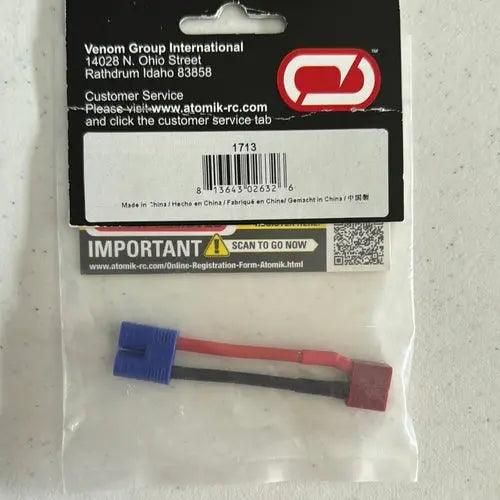 Venom Group International
14028 N. Ohio Street
Rathdrum Idaho 83858
Customer Service
Please visit www.atomik-rc.com
and click the customer service tab
TM
1713
8 13643 02632 6
Made in China / Hecho en China / Fabriqué en Chine/ Gemacht in China / 中国製
IMPORTANT SCAN TO GO NOW
www.atomik-rc.com/Online-Registration-Form-Atomik.html